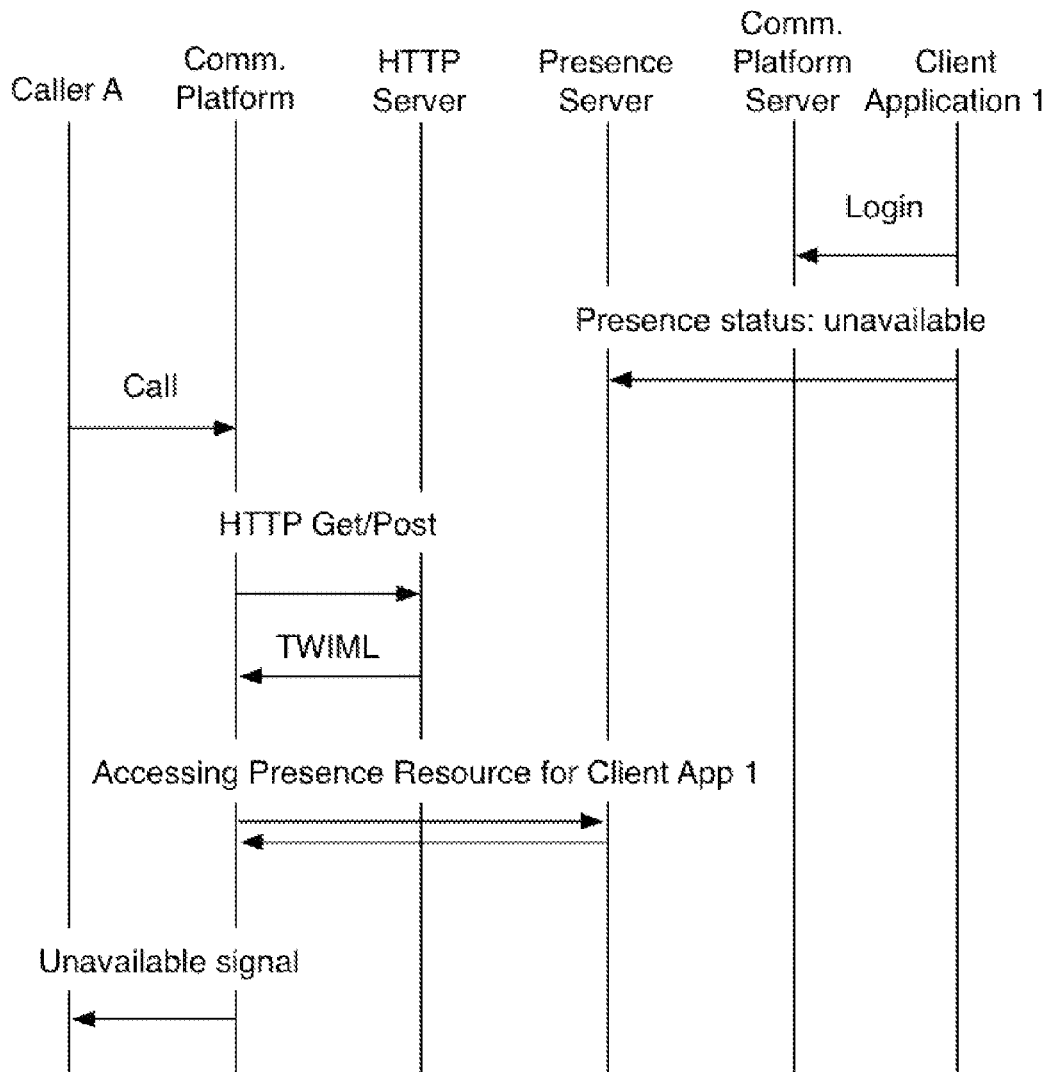 Caller A
Comm.
Platform
HTTP
Server
Presence
Server
Comm.
Platform
Server
Client
Application 1
Login
Presence status: unavailable
Call
HTTP Get/Post
TWIML
Accessing Presence Resource for Client App 1
Unavailable signal